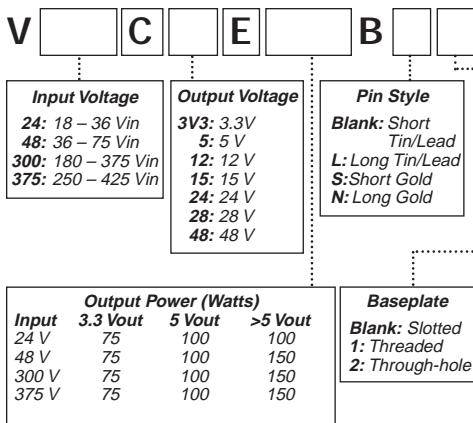 V C E B
Input Voltage
24: 18 – 36 Vin
48: 36 – 75 Vin
300: 180 – 375 Vin
375: 250 – 425 Vin
Output Voltage
3V3: 3.3V
5: 5 V
12: 12 V
15: 15 V
24: 24 V
28: 28 V
48: 48 V
Pin Style
Blank: Short
Tin/Lead
L: Long Tin/Lead
S:Short Gold
N: Long Gold
Output Power (Watts)
Input 3.3 Vout 5 Vout >5 Vout
24 V 75 100 100
48 V 75 100 150
300 V 75 100 150
375 V 75 100 150
Baseplate
Blank: Slotted
1: Threaded
2: Through-hole